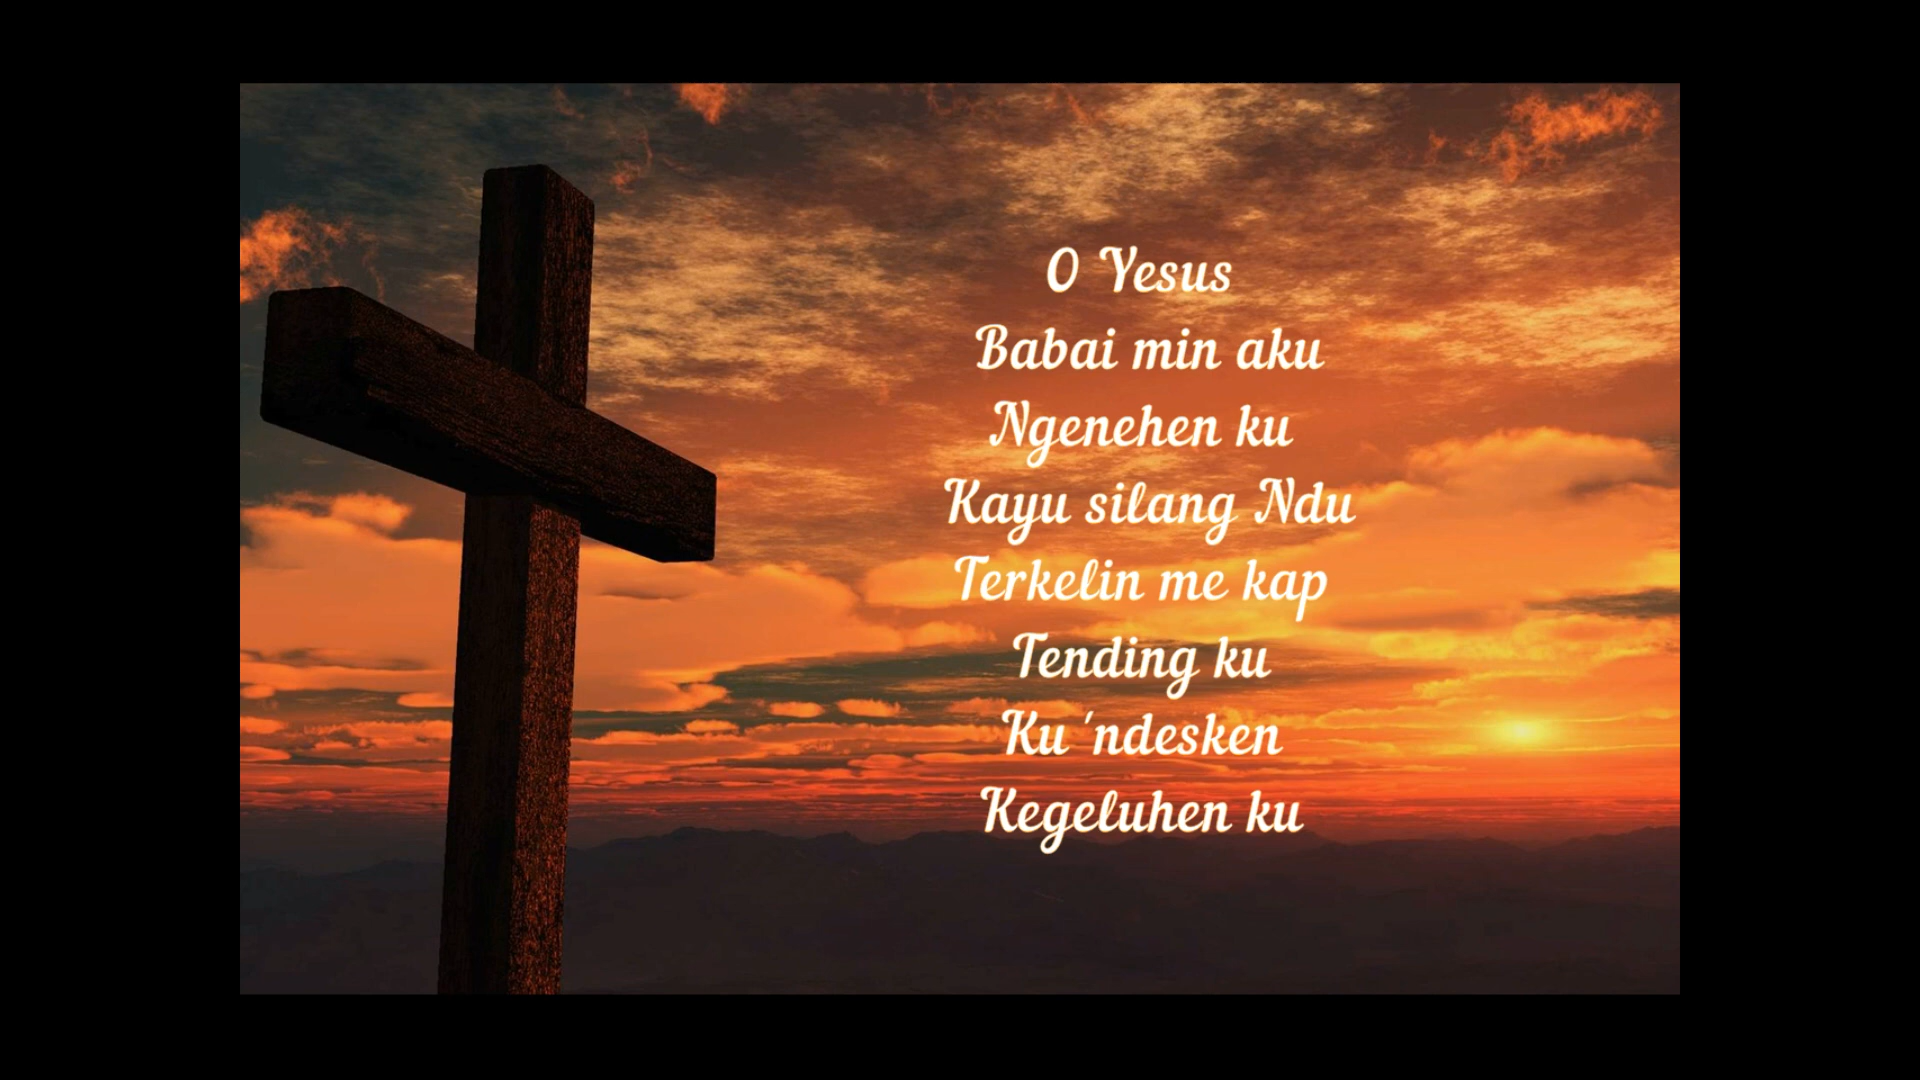 O Yesus
Babai min aku
Ngenehen ku
Kayu silang Ndu
Terkelin me kap
Tending ku
Ku 'ndesken
Kegeluhen ku